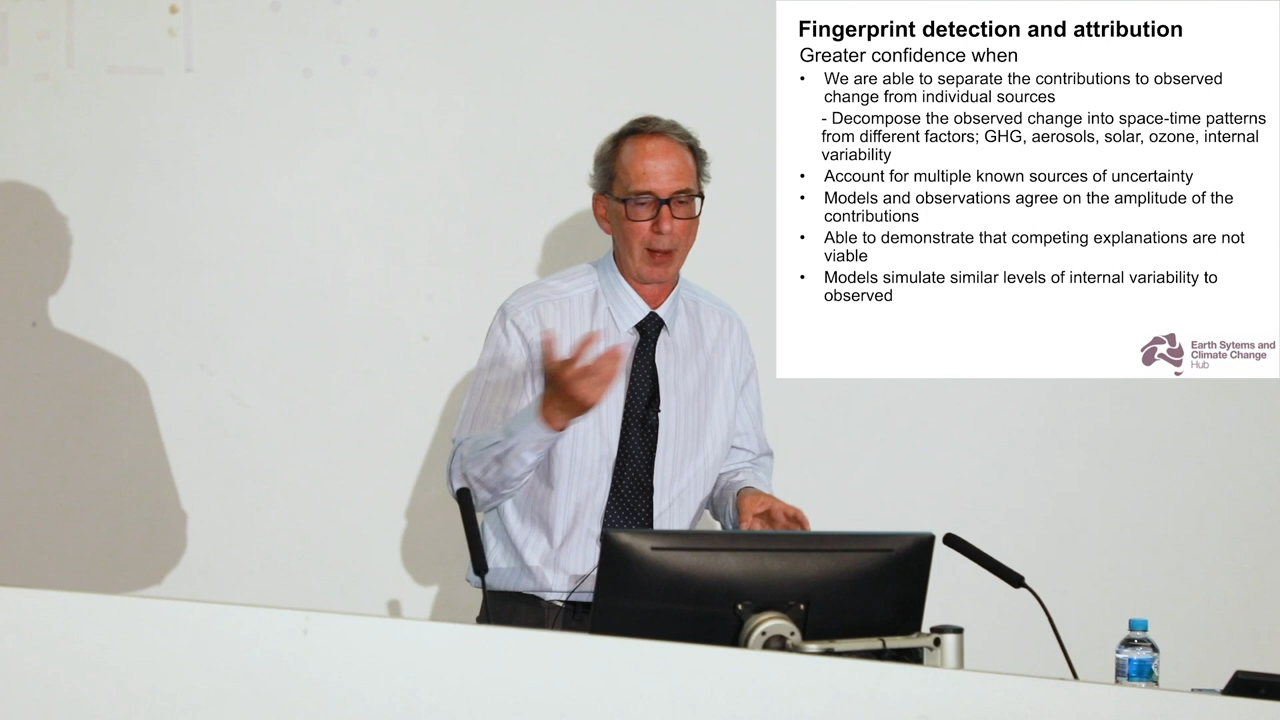 Fingerprint detection and attribution
Greater confidence when
• We are able to separate the contributions to observed
change from individual sources
- Decompose the observed change into space-time patterns
from different factors; GHG, aerosols, solar, ozone, internal
variability
• Account for multiple known sources of uncertainty
• Models and observations agree on the amplitude of the
contributions
• Able to demonstrate that competing explanations are not
viable
• Models simulate similar levels of internal variability to
observed
Earth Sytems and
Climate Change
Hub